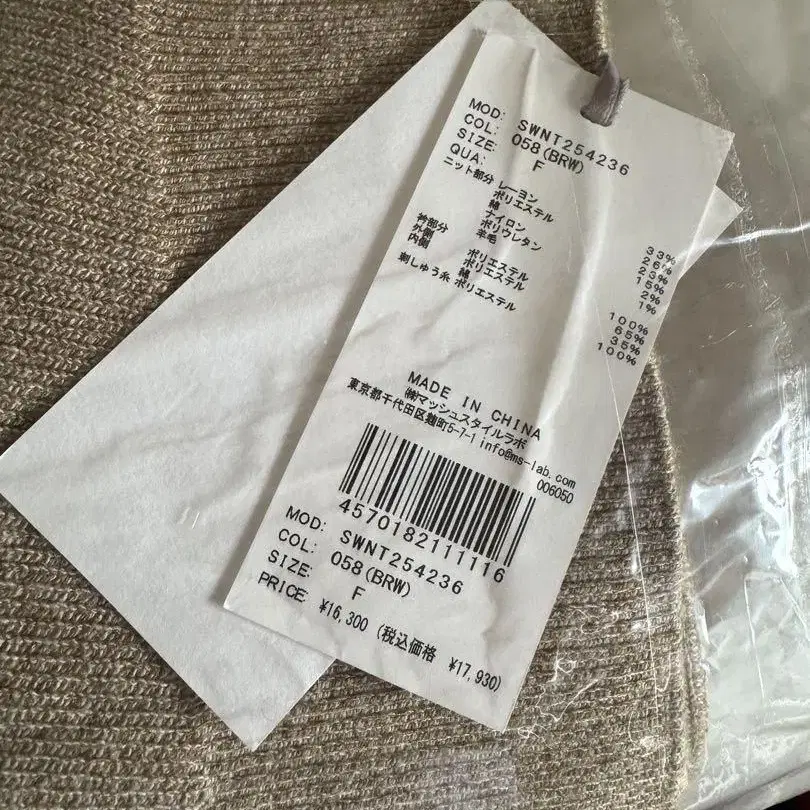 MOD: SWNT254236
COL: 058(BRW)
SIZE: F
QUA:
ニット部分 レーヨン 33%
ポリエステル 26%
綿 23%
ナイロン 15%
ポリウレタン 2%
羊毛 1%
衿部分
外側 ポリエステル 100%
内側 ポリエステル 65%
綿 35%
刺しゅう糸 ポリエステル 100%
MADE IN CHINA
㈱マッシュスタイルラボ
東京都千代田区麹町5-7-1 info@ms-lab.com
006050
4570182111116
MOD: SWNT254236
COL: 058(BRW)
SIZE: F
PRICE: ¥16,300 (税込価格 ¥17,930)